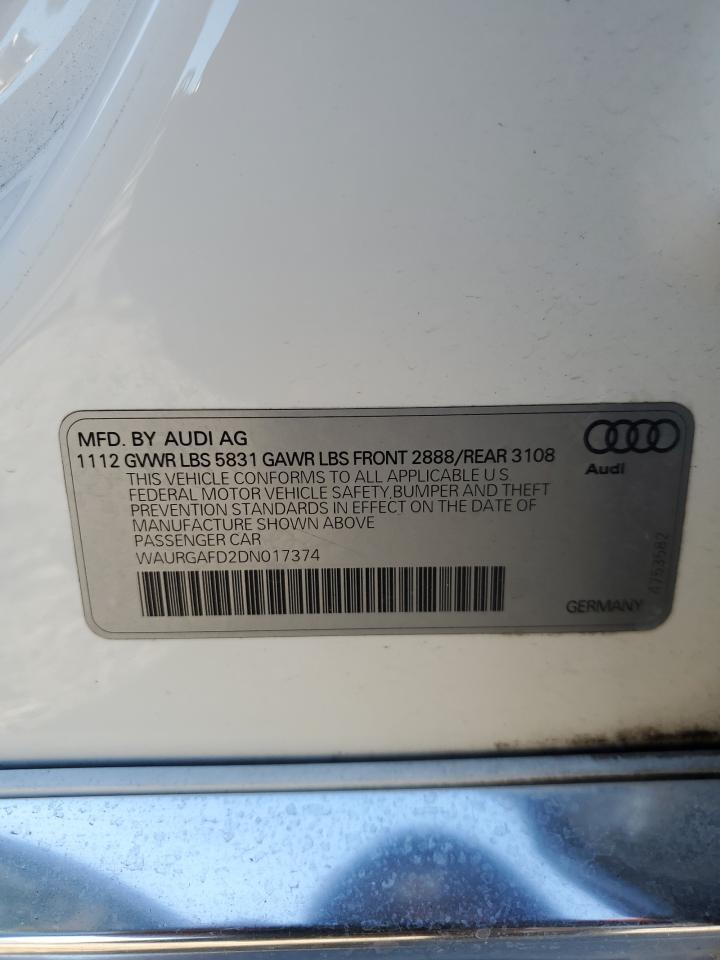 MFD. BY AUDI AG
1112 GVWR LBS 5831 GAWR LBS FRONT 2888/REAR 3108
THIS VEHICLE CONFORMS TO ALL APPLICABLE U S
FEDERAL MOTOR VEHICLE SAFETY,BUMPER AND THEFT
PREVENTION STANDARDS IN EFFECT ON THE DATE OF
MANUFACTURE SHOWN ABOVE
PASSENGER CAR
WAURGAFD2DN017374
Audi
GERMANY
4753582